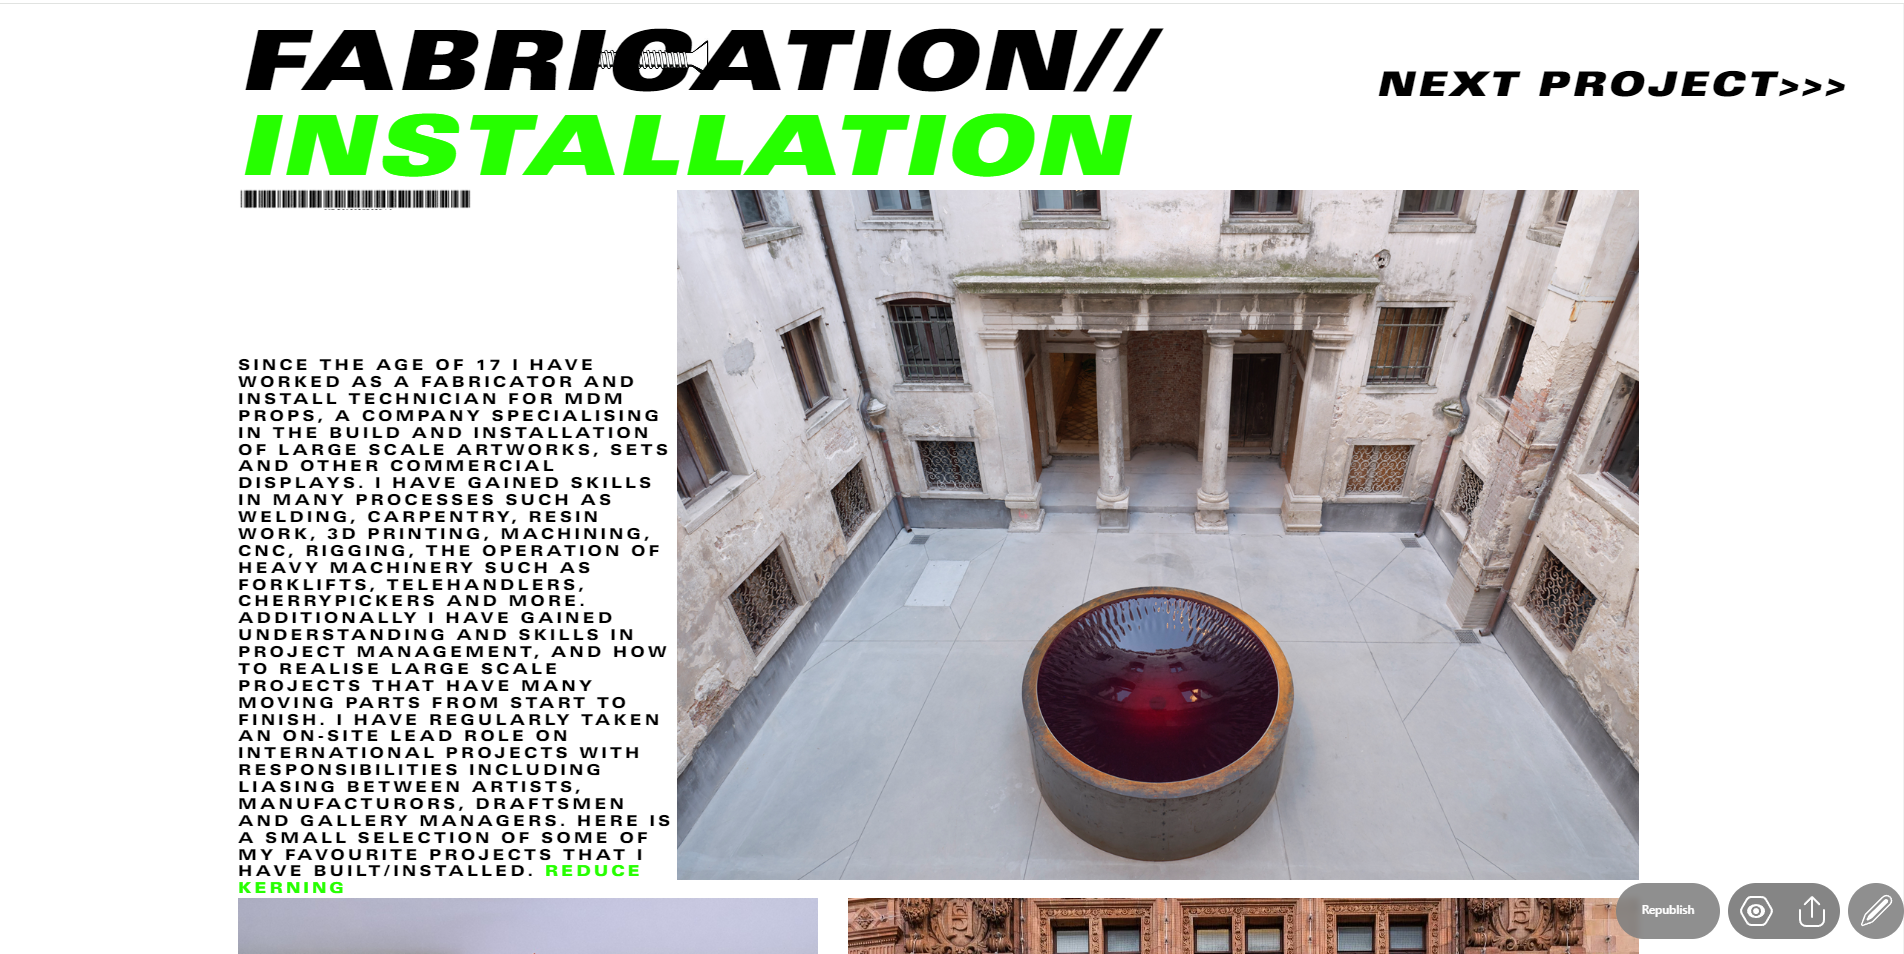 FABRICATION//
INSTALLATION
NEXT PROJECT>>>
SINCE THE AGE OF 17 I HAVE
WORKED AS A FABRICATOR AND
INSTALL TECHNICIAN FOR MDM
PROPS, A COMPANY SPECIALISING
IN THE BUILD AND INSTALLATION
OF LARGE SCALE ARTWORKS, SETS
AND OTHER COMMERCIAL
DISPLAYS. I HAVE GAINED SKILLS
IN MANY PROCESSES SUCH AS
WELDING, CARPENTRY, RESIN
WORK, 3D PRINTING, MACHINING,
CNC, RIGGING, THE OPERATION OF
HEAVY MACHINERY SUCH AS
FORKLIFTS, TELEHANDLERS,
CHERRYPICKERS AND MORE.
ADDITIONALLY I HAVE GAINED
UNDERSTANDING AND SKILLS IN
PROJECT MANAGEMENT, AND HOW
TO REALISE LARGE SCALE
PROJECTS THAT HAVE MANY
MOVING PARTS FROM START TO
FINISH. I HAVE REGULARLY TAKEN
AN ON-SITE LEAD ROLE ON
INTERNATIONAL PROJECTS WITH
RESPONSIBILITIES INCLUDING
LIASING BETWEEN ARTISTS,
MANUFACTURORS, DRAFTSMEN
AND GALLERY MANAGERS. HERE IS
A SMALL SELECTION OF SOME OF
MY FAVOURITE PROJECTS THAT I
HAVE BUILT/INSTALLED. REDUCE
KERNING
Republish